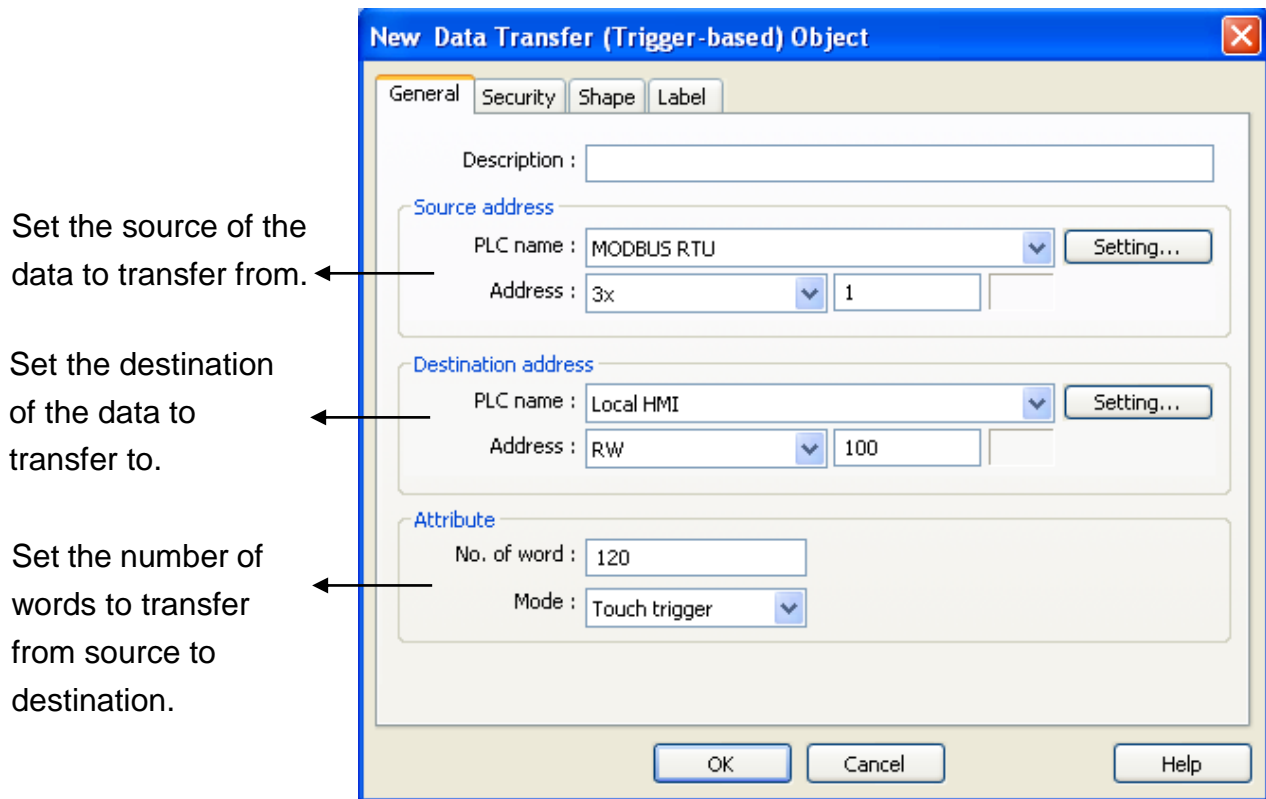 New Data Transfer (Trigger-based) Object
General Security Shape Label
Description :
Set the source of the
data to transfer from.
Source address
PLC name : MODBUS RTU Setting...
Address : 3x 1
Set the destination
of the data to
transfer to.
Destination address
PLC name : Local HMI Setting...
Address : RW 100
Set the number of
words to transfer
from source to
destination.
Attribute
No. of word : 120
Mode : Touch trigger
OK Cancel Help